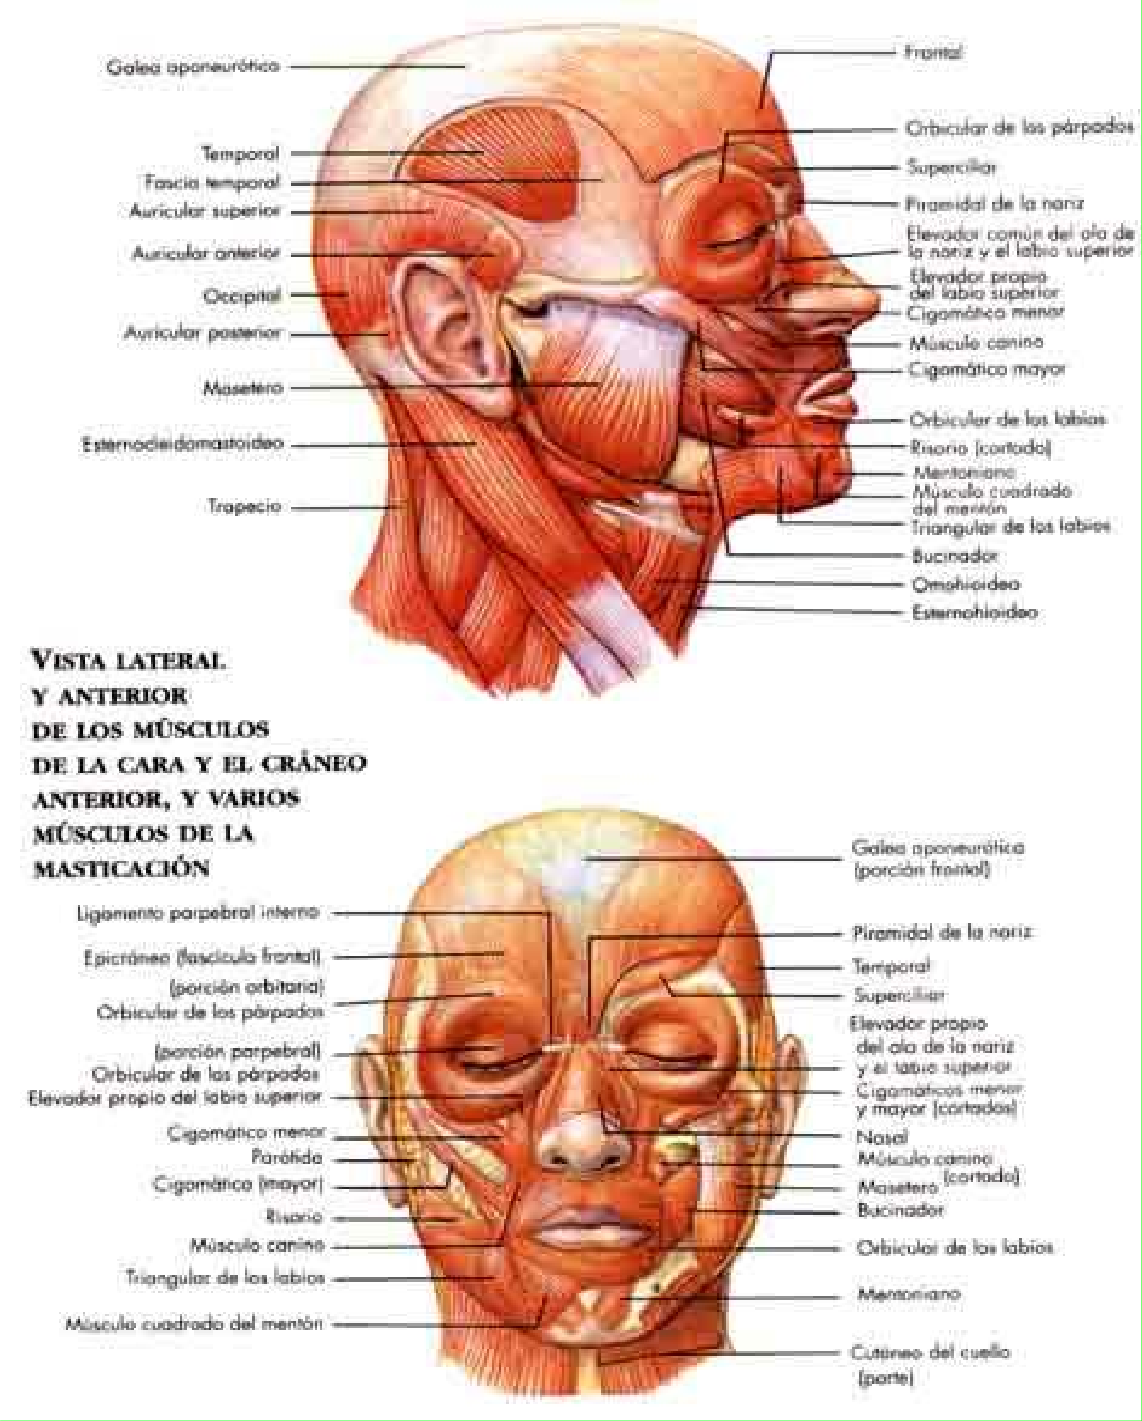 Galea aponeurótica
Temporal
Fascia temporal
Auricular superior
Auricular anterior
Occipital
Auricular posterior
Masetero
Esternocleidomastoideo
Trapecio
Frontal
Orbicular de los párpados
Superciliar
Piramidal de la nariz
Elevador común del ala de
la nariz y el labio superior
Elevador propio
del labio superior
Cigomático menor
Músculo canino
Cigomático mayor
Orbicular de los labios
Risorio (cortado)
Mentoniano
Músculo cuadrado
del mentón
Triangular de los labios
Bucinador
Omohioideo
Esternohioideo
VISTA LATERAL
Y ANTERIOR
DE LOS MÚSCULOS
DE LA CARA Y EL CRÁNEO
ANTERIOR, Y VARIOS
MÚSCULOS DE LA
MASTICACIÓN
Ligamento parpebral interno
Epicráneo (fascícula frontal)
(porción orbitaria)
Orbicular de los párpados
(porción parpebral)
Orbicular de los párpados
Elevador propio del labio superior
Cigomático menor
Parótida
Cigomático (mayor)
Risorio
Músculo canino
Triangular de los labios
Músculo cuadrado del mentón
Galea aponeurótica
(porción frontal)
Piramidal de la nariz
Temporal
Superciliar
Elevador propio
del ala de la nariz
y el labio superior
Cigomáticos menor
y mayor (cortados)
Nasal
Músculo canino
(cortado)
Masetero
Bucinador
Orbicular de los labios
Mentoniano
Cutáneo del cuello
(parte)